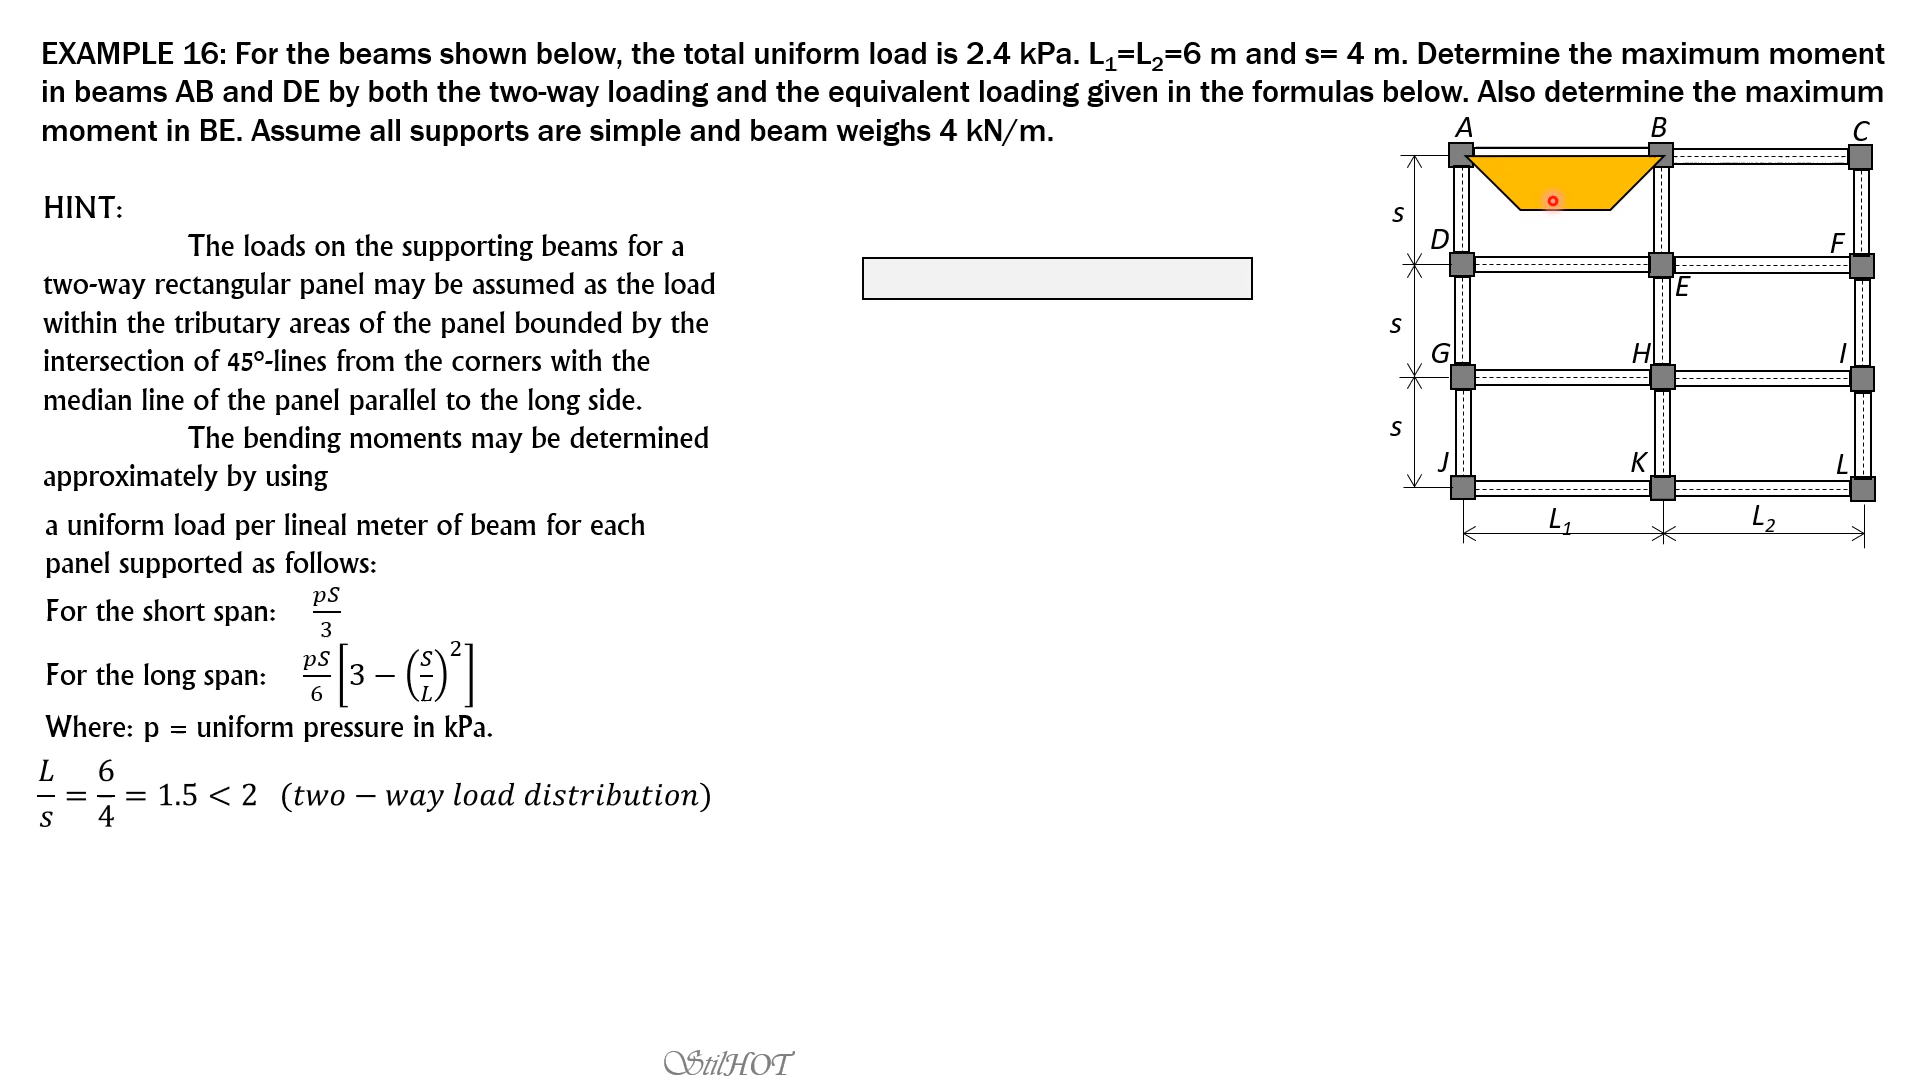 EXAMPLE 16: For the beams shown below, the total uniform load is 2.4 kPa. L₁=L₂=6 m and s= 4 m. Determine the maximum moment
in beams AB and DE by both the two-way loading and the equivalent loading given in the formulas below. Also determine the maximum
moment in BE. Assume all supports are simple and beam weighs 4 kN/m.
HINT:
The loads on the supporting beams for a
two-way rectangular panel may be assumed as the load
within the tributary areas of the panel bounded by the
intersection of 45°-lines from the corners with the
median line of the panel parallel to the long side.
The bending moments may be determined
approximately by using
a uniform load per lineal meter of beam for each
panel supported as follows:
For the short span: pS/3
For the long span: pS/6 [3 − (S/L)²]
Where: p = uniform pressure in kPa.
L/s = 6/4 = 1.5 < 2 (two − way load distribution)
A B C
s
D F
E
s
G H I
s
J K L
L₁ L₂
StilHOT